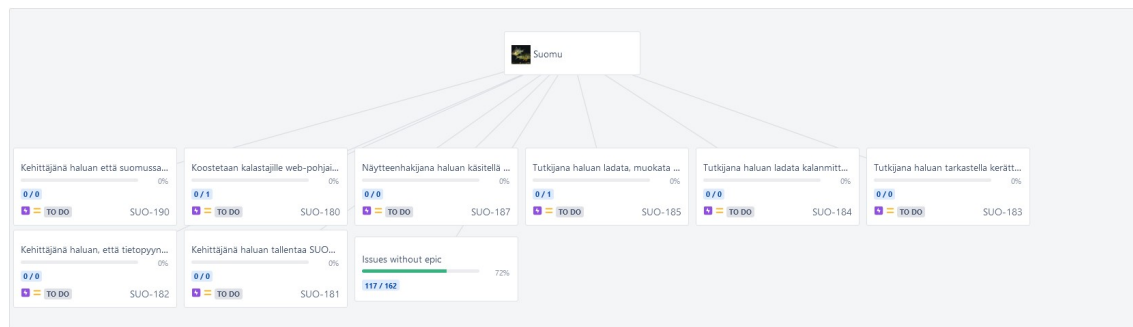 Suomu
Kehittäjänä haluan että suomussa...
0%
0 / 0
TO DO SUO-190
Koostetaan kalastajille web-pohjai...
0%
0 / 1
TO DO SUO-180
Näytteenhakijana haluan käsitellä ...
0%
0 / 0
TO DO SUO-187
Tutkijana haluan ladata, muokata ...
0%
0 / 1
TO DO SUO-185
Tutkijana haluan ladata kalanmitt...
0%
0 / 0
TO DO SUO-184
Tutkijana haluan tarkastella kerätt...
0%
0 / 0
TO DO SUO-183
Kehittäjänä haluan, että tietopyyn...
0%
0 / 0
TO DO SUO-182
Kehittäjänä haluan tallentaa SUO...
0%
0 / 0
TO DO SUO-181
Issues without epic
72%
117 / 162